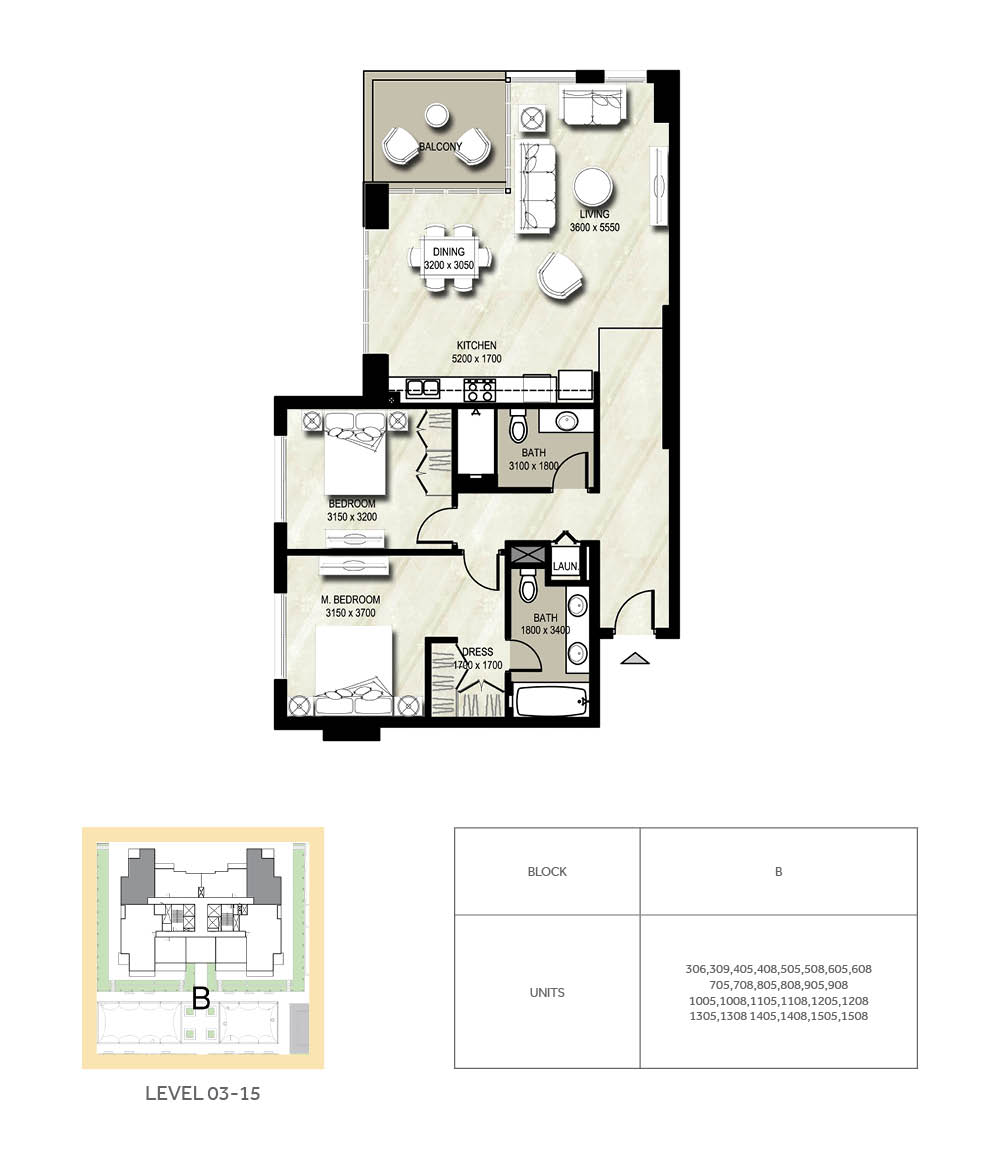 BALCONY
LIVING
3600 x 5550
DINING
3200 x 3050
KITCHEN
5200 x 1700
BATH
3100 x 1800
BEDROOM
3150 x 3200
LAUN.
M. BEDROOM
3150 x 3700
BATH
1800 x 3400
DRESS
1700 x 1700
B
LEVEL 03-15
BLOCK
B
UNITS
306,309,405,408,505,508,605,608
705,708,805,808,905,908
1005,1008,1105,1108,1205,1208
1305,1308 1405,1408,1505,1508